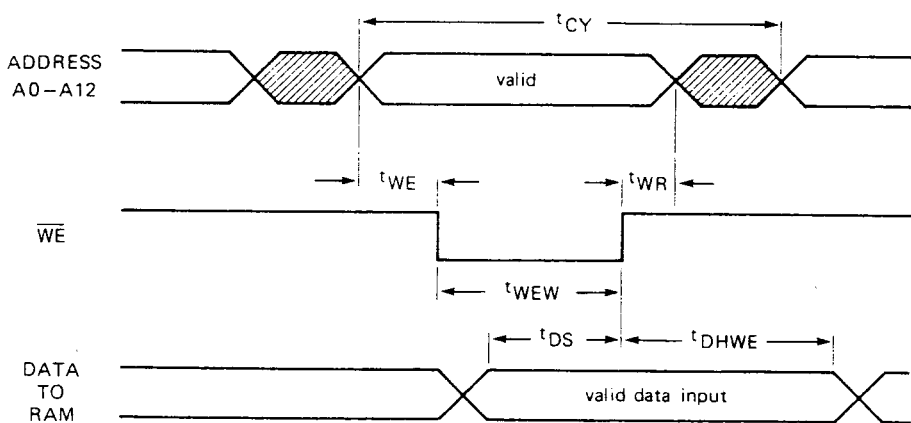 tCY
ADDRESS
A0-A12
valid
tWE
tWR
WE
tWEW
tDS
tDHWE
DATA
TO
RAM
valid data input